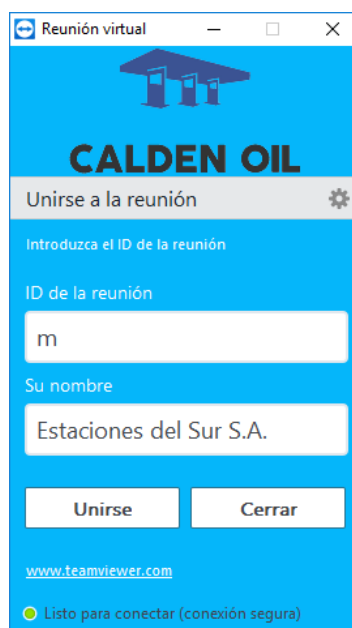 Reunión virtual
CALDEN OIL
Unirse a la reunión
Introduzca el ID de la reunión
ID de la reunión
m
Su nombre
Estaciones del Sur S.A.
Unirse
Cerrar
www.teamviewer.com
Listo para conectar (conexión segura)